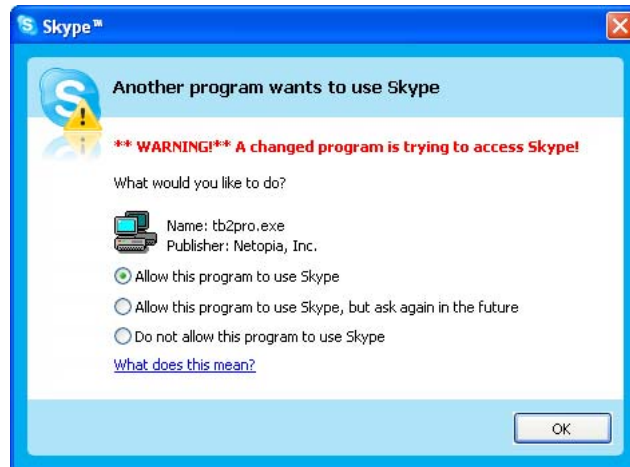 Skype™
Another program wants to use Skype
** WARNING!** A changed program is trying to access Skype!
What would you like to do?
Name: tb2pro.exe
Publisher: Netopia, Inc.
Allow this program to use Skype
Allow this program to use Skype, but ask again in the future
Do not allow this program to use Skype
What does this mean?
OK